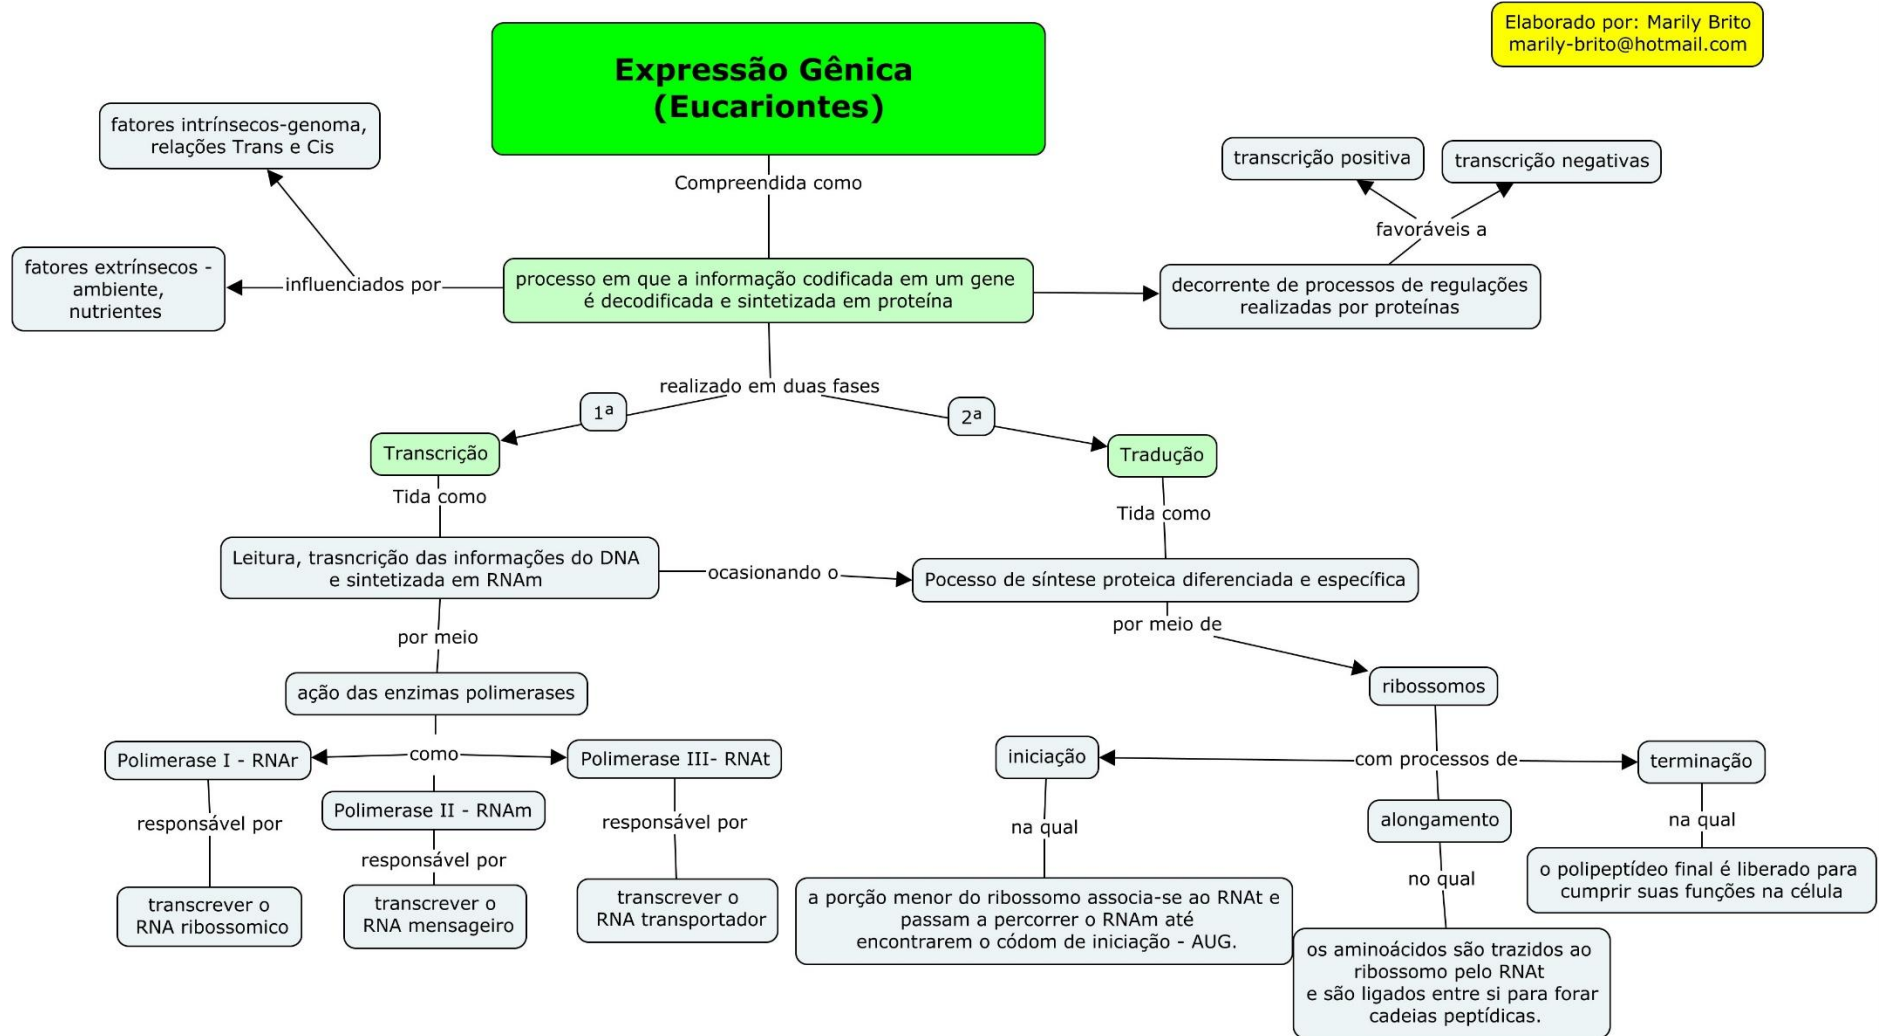 Elaborado por: Marily Brito
marily-brito@hotmail.com
Expressão Gênica
(Eucariontes)
fatores intrínsecos-genoma,
relações Trans e Cis
Compreendida como
transcrição positiva
transcrição negativas
favoráveis a
fatores extrínsecos -
ambiente,
nutrientes
influenciados por
processo em que a informação codificada em um gene
é decodificada e sintetizada em proteína
decorrente de processos de regulações
realizadas por proteínas
realizado em duas fases
1ª
2ª
Transcrição
Tradução
Tida como
Tida como
Leitura, trasncrição das informações do DNA
e sintetizada em RNAm
ocasionando o
Pocesso de síntese proteica diferenciada e específica
por meio
por meio de
ação das enzimas polimerases
ribossomos
Polimerase I - RNAr
como
Polimerase III- RNAt
Polimerase II - RNAm
iniciação
com processos de
terminação
alongamento
responsável por
responsável por
responsável por
na qual
no qual
na qual
transcrever o
RNA ribossomico
transcrever o
RNA mensageiro
transcrever o
RNA transportador
a porção menor do ribossomo associa-se ao RNAt e
passam a percorrer o RNAm até
encontrarem o códom de iniciação - AUG.
os aminoácidos são trazidos ao
ribossomo pelo RNAt
e são ligados entre si para forar
cadeias peptídicas.
o polipeptídeo final é liberado para
cumprir suas funções na célula